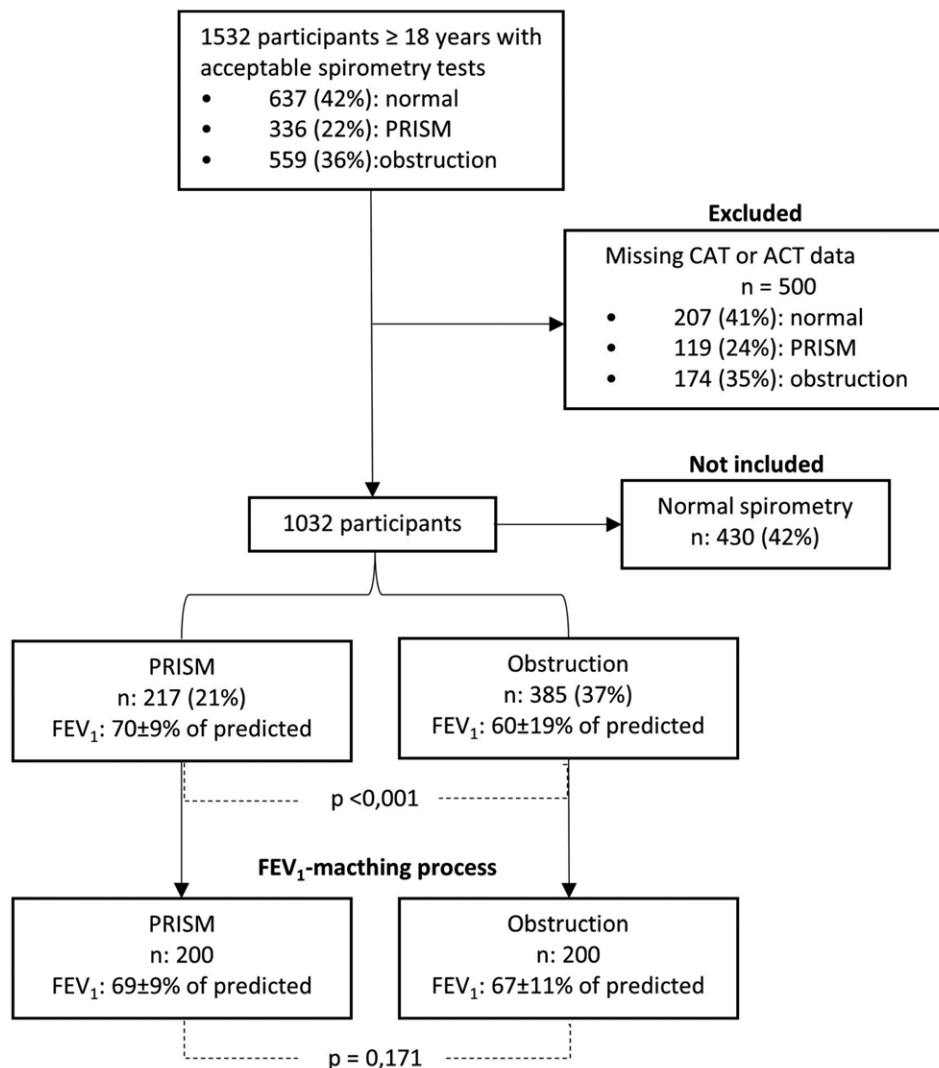 1532 participants ≥ 18 years with
acceptable spirometry tests
• 637 (42%): normal
• 336 (22%): PRISM
• 559 (36%):obstruction
Excluded
Missing CAT or ACT data
n = 500
• 207 (41%): normal
• 119 (24%): PRISM
• 174 (35%): obstruction
Not included
1032 participants
Normal spirometry
n: 430 (42%)
PRISM
n: 217 (21%)
FEV₁: 70±9% of predicted
Obstruction
n: 385 (37%)
FEV₁: 60±19% of predicted
p <0,001
FEV₁-macthing process
PRISM
n: 200
FEV₁: 69±9% of predicted
Obstruction
n: 200
FEV₁: 67±11% of predicted
p = 0,171